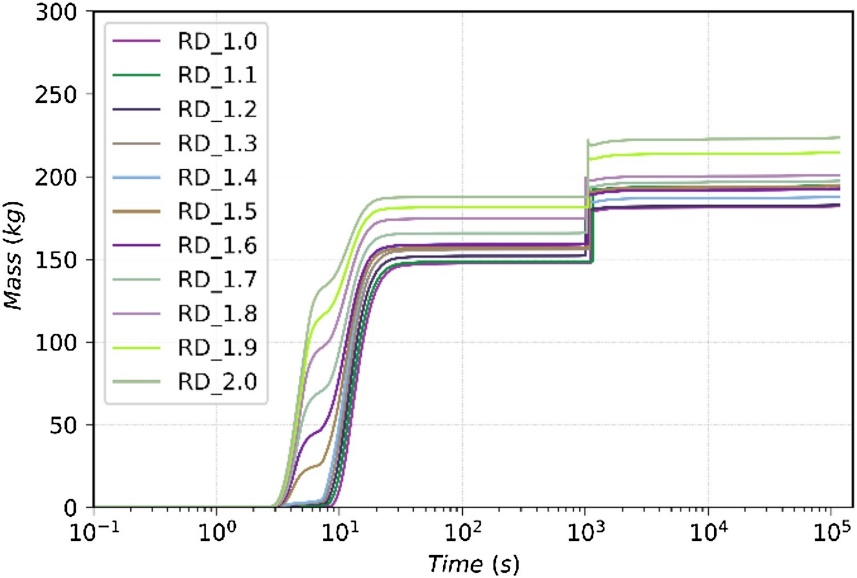 300
250
200
150
100
50
0
Mass (kg)
RD_1.0
RD_1.1
RD_1.2
RD_1.3
RD_1.4
RD_1.5
RD_1.6
RD_1.7
RD_1.8
RD_1.9
RD_2.0
10⁻¹ 10⁰ 10¹ 10² 10³ 10⁴ 10⁵
Time (s)